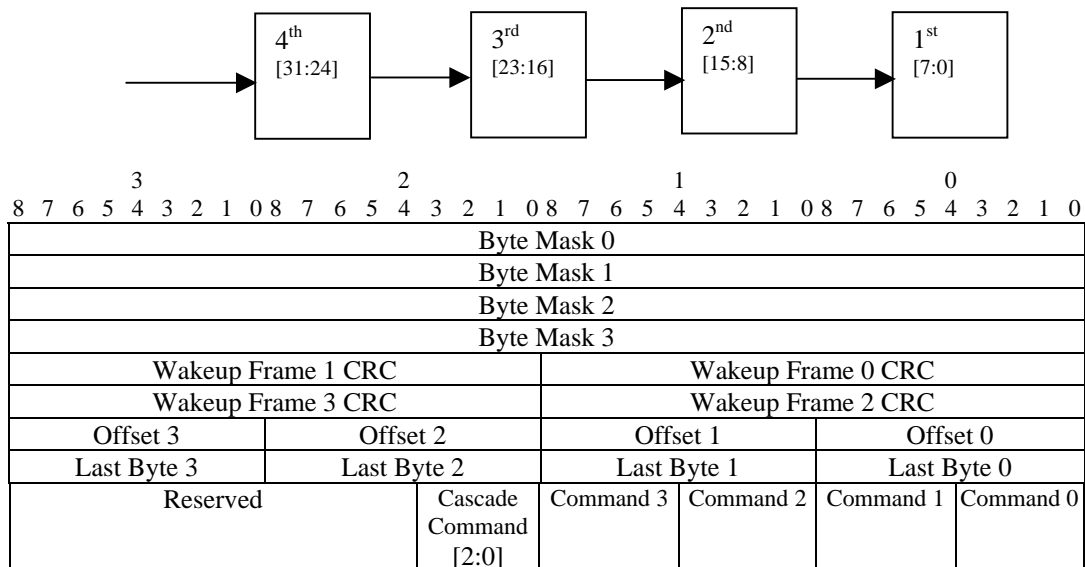 4th 3rd 2nd 1st
[31:24] [23:16] [15:8] [7:0]
3 2 1 0
8 7 6 5 4 3 2 1 0 8 7 6 5 4 3 2 1 0 8 7 6 5 4 3 2 1 0 8 7 6 5 4 3 2 1 0
Byte Mask 0
Byte Mask 1
Byte Mask 2
Byte Mask 3
Wakeup Frame 1 CRC Wakeup Frame 0 CRC
Wakeup Frame 3 CRC Wakeup Frame 2 CRC
Offset 3 Offset 2 Offset 1 Offset 0
Last Byte 3 Last Byte 2 Last Byte 1 Last Byte 0
Reserved Cascade Command 3 Command 2 Command 1 Command 0
Command
[2:0]